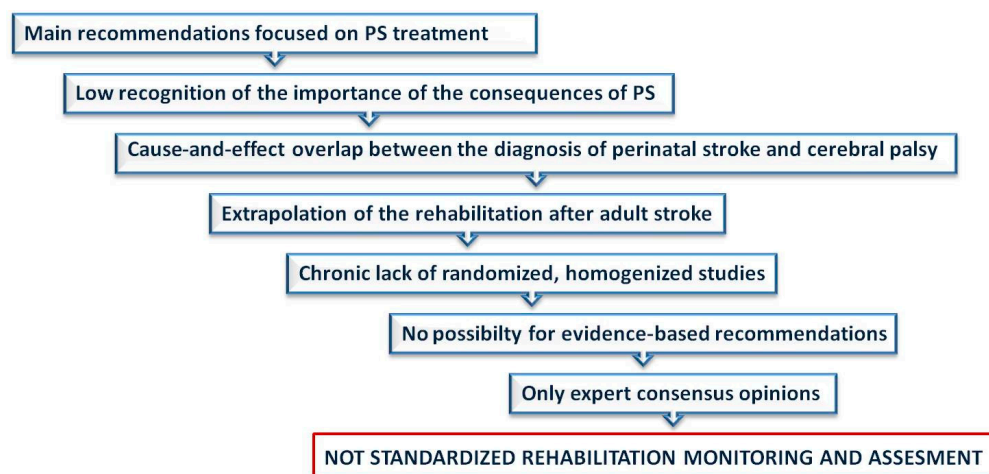 Main recommendations focused on PS treatment
Low recognition of the importance of the consequences of PS
Cause-and-effect overlap between the diagnosis of perinatal stroke and cerebral palsy
Extrapolation of the rehabilitation after adult stroke
Chronic lack of randomized, homogenized studies
No possibilty for evidence-based recommendations
Only expert consensus opinions
NOT STANDARDIZED REHABILITATION MONITORING AND ASSESMENT